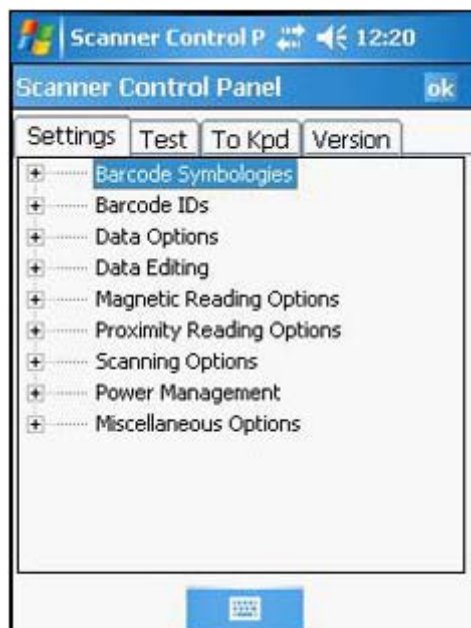 Scanner Control P 12:20
Scanner Control Panel ok
Settings Test To Kpd Version
Barcode Symbologies
Barcode IDs
Data Options
Data Editing
Magnetic Reading Options
Proximity Reading Options
Scanning Options
Power Management
Miscellaneous Options